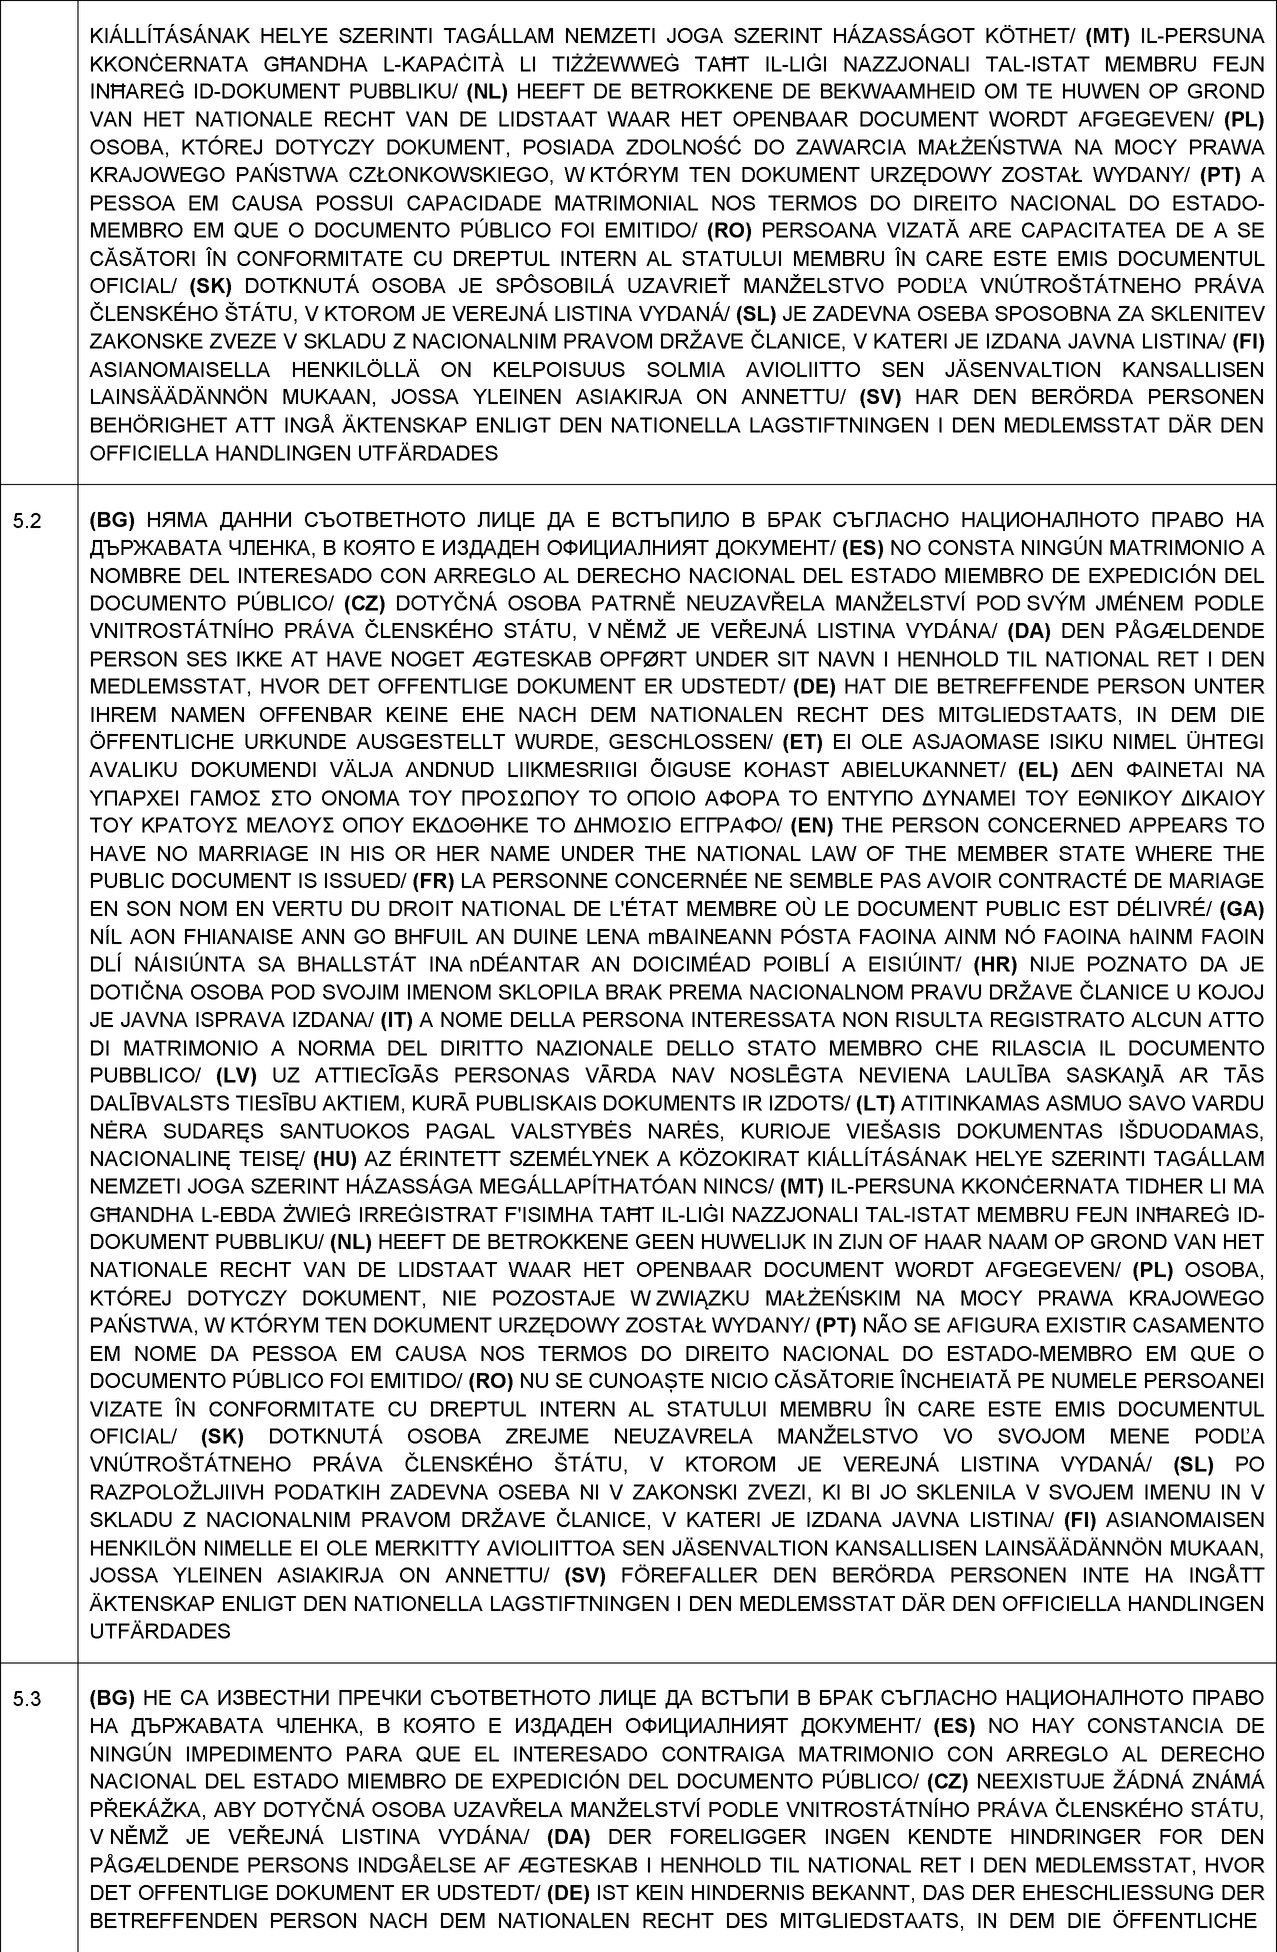 KIÁLLÍTÁSÁNAK HELYE SZERINTI TAGÁLLAM NEMZETI JOGA SZERINT HÁZASSÁGOT KÖTHET/ (MT) IL-PERSUNA
KKONĊERNATA GĦANDHA L-KAPAĊITÀ LI TIŻŻEWWEĠ TAĦT IL-LIĠI NAZZJONALI TAL-ISTAT MEMBRU FEJN
INĦAREĠ ID-DOKUMENT PUBBLIKU/ (NL) HEEFT DE BETROKKENE DE BEKWAAMHEID OM TE HUWEN OP GROND
VAN HET NATIONALE RECHT VAN DE LIDSTAAT WAAR HET OPENBAAR DOCUMENT WORDT AFGEGEVEN/ (PL)
OSOBA, KTÓREJ DOTYCZY DOKUMENT, POSIADA ZDOLNOŚĆ DO ZAWARCIA MAŁŻEŃSTWA NA MOCY PRAWA
KRAJOWEGO PAŃSTWA CZŁONKOWSKIEGO, W KTÓRYM TEN DOKUMENT URZĘDOWY ZOSTAŁ WYDANY/ (PT) A
PESSOA EM CAUSA POSSUI CAPACIDADE MATRIMONIAL NOS TERMOS DO DIREITO NACIONAL DO ESTADO-
MEMBRO EM QUE O DOCUMENTO PÚBLICO FOI EMITIDO/ (RO) PERSOANA VIZATĂ ARE CAPACITATEA DE A SE
CĂSĂTORI ÎN CONFORMITATE CU DREPTUL INTERN AL STATULUI MEMBRU ÎN CARE ESTE EMIS DOCUMENTUL
OFICIAL/ (SK) DOTKNUTÁ OSOBA JE SPÔSOBILÁ UZAVRIEŤ MANŽELSTVO PODĽA VNÚTROŠTÁTNEHO PRÁVA
ČLENSKÉHO ŠTÁTU, V KTOROM JE VEREJNÁ LISTINA VYDANÁ/ (SL) JE ZADEVNA OSEBA SPOSOBNA ZA SKLENITEV
ZAKONSKE ZVEZE V SKLADU Z NACIONALNIM PRAVOM DRŽAVE ČLANICE, V KATERI JE IZDANA JAVNA LISTINA/ (FI)
ASIANOMAISELLA HENKILÖLLÄ ON KELPOISUUS SOLMIA AVIOLIITTO SEN JÄSENVALTION KANSALLISEN
LAINSÄÄDÄNNÖN MUKAAN, JOSSA YLEINEN ASIAKIRJA ON ANNETTU/ (SV) HAR DEN BERÖRDA PERSONEN
BEHÖRIGHET ATT INGÅ ÄKTENSKAP ENLIGT DEN NATIONELLA LAGSTIFTNINGEN I DEN MEDLEMSSTAT DÄR DEN
OFFICIELLA HANDLINGEN UTFÄRDADES
5.2 (BG) НЯМА ДАННИ СЪОТВЕТНОТО ЛИЦЕ ДА Е ВСТЪПИЛО В БРАК СЪГЛАСНО НАЦИОНАЛНОТО ПРАВО НА
ДЪРЖАВАТА ЧЛЕНКА, В КОЯТО Е ИЗДАДЕН ОФИЦИАЛНИЯТ ДОКУМЕНТ/ (ES) NO CONSTA NINGÚN MATRIMONIO A
NOMBRE DEL INTERESADO CON ARREGLO AL DERECHO NACIONAL DEL ESTADO MIEMBRO DE EXPEDICIÓN DEL
DOCUMENTO PÚBLICO/ (CZ) DOTYČNÁ OSOBA PATRNĚ NEUZAVŘELA MANŽELSTVÍ POD SVÝM JMÉNEM PODLE
VNITROSTÁTNÍHO PRÁVA ČLENSKÉHO STÁTU, V NĚMŽ JE VEŘEJNÁ LISTINA VYDÁNA/ (DA) DEN PÅGÆLDENDE
PERSON SES IKKE AT HAVE NOGET ÆGTESKAB OPFØRT UNDER SIT NAVN I HENHOLD TIL NATIONAL RET I DEN
MEDLEMSSTAT, HVOR DET OFFENTLIGE DOKUMENT ER UDSTEDT/ (DE) HAT DIE BETREFFENDE PERSON UNTER
IHREM NAMEN OFFENBAR KEINE EHE NACH DEM NATIONALEN RECHT DES MITGLIEDSTAATS, IN DEM DIE
ÖFFENTLICHE URKUNDE AUSGESTELLT WURDE, GESCHLOSSEN/ (ET) EI OLE ASJAOMASE ISIKU NIMEL ÜHTEGI
AVALIKU DOKUMENDI VÄLJA ANDNUD LIIKMESRIIGI ÕIGUSE KOHAST ABIELUKANNET/ (EL) ΔΕΝ ΦΑΙΝΕΤΑΙ ΝΑ
ΥΠΑΡΧΕΙ ΓΑΜΟΣ ΣΤΟ ΟΝΟΜΑ ΤΟΥ ΠΡΟΣΩΠΟΥ ΤΟ ΟΠΟΙΟ ΑΦΟΡΑ ΤΟ ΕΝΤΥΠΟ ΔΥΝΑΜΕΙ ΤΟΥ ΕΘΝΙΚΟΥ ΔΙΚΑΙΟΥ
ΤΟΥ ΚΡΑΤΟΥΣ ΜΕΛΟΥΣ ΟΠΟΥ ΕΚΔΟΘΗΚΕ ΤΟ ΔΗΜΟΣΙΟ ΕΓΓΡΑΦΟ/ (EN) THE PERSON CONCERNED APPEARS TO
HAVE NO MARRIAGE IN HIS OR HER NAME UNDER THE NATIONAL LAW OF THE MEMBER STATE WHERE THE
PUBLIC DOCUMENT IS ISSUED/ (FR) LA PERSONNE CONCERNÉE NE SEMBLE PAS AVOIR CONTRACTÉ DE MARIAGE
EN SON NOM EN VERTU DU DROIT NATIONAL DE L'ÉTAT MEMBRE OÙ LE DOCUMENT PUBLIC EST DÉLIVRÉ/ (GA)
NÍL AON FHIANAISE ANN GO BHFUIL AN DUINE LENA mBAINEANN PÓSTA FAOINA AINM NÓ FAOINA hAINM FAOIN
DLÍ NÁISIÚNTA SA BHALLSTÁT INA nDÉANTAR AN DOICIMÉAD POIBLÍ A EISIÚINT/ (HR) NIJE POZNATO DA JE
DOTIČNA OSOBA POD SVOJIM IMENOM SKLOPILA BRAK PREMA NACIONALNOM PRAVU DRŽAVE ČLANICE U KOJOJ
JE JAVNA ISPRAVA IZDANA/ (IT) A NOME DELLA PERSONA INTERESSATA NON RISULTA REGISTRATO ALCUN ATTO
DI MATRIMONIO A NORMA DEL DIRITTO NAZIONALE DELLO STATO MEMBRO CHE RILASCIA IL DOCUMENTO
PUBBLICO/ (LV) UZ ATTIECĪGĀS PERSONAS VĀRDA NAV NOSLĒGTA NEVIENA LAULĪBA SASKAŅĀ AR TĀS
DALĪBVALSTS TIESĪBU AKTIEM, KURĀ PUBLISKAIS DOKUMENTS IR IZDOTS/ (LT) ATITINKAMAS ASMUO SAVO VARDU
NĖRA SUDARĘS SANTUOKOS PAGAL VALSTYBĖS NARĖS, KURIOJE VIEŠASIS DOKUMENTAS IŠDUODAMAS,
NACIONALINĘ TEISĘ/ (HU) AZ ÉRINTETT SZEMÉLYNEK A KÖZOKIRAT KIÁLLÍTÁSÁNAK HELYE SZERINTI TAGÁLLAM
NEMZETI JOGA SZERINT HÁZASSÁGA MEGÁLLAPÍTHATÓAN NINCS/ (MT) IL-PERSUNA KKONĊERNATA TIDHER LI MA
GĦANDHA L-EBDA ŻWIEĠ IRREĠISTRAT F'ISIMHA TAĦT IL-LIĠI NAZZJONALI TAL-ISTAT MEMBRU FEJN INĦAREĠ ID-
DOKUMENT PUBBLIKU/ (NL) HEEFT DE BETROKKENE GEEN HUWELIJK IN ZIJN OF HAAR NAAM OP GROND VAN HET
NATIONALE RECHT VAN DE LIDSTAAT WAAR HET OPENBAAR DOCUMENT WORDT AFGEGEVEN/ (PL) OSOBA,
KTÓREJ DOTYCZY DOKUMENT, NIE POZOSTAJE W ZWIĄZKU MAŁŻEŃSKIM NA MOCY PRAWA KRAJOWEGO
PAŃSTWA, W KTÓRYM TEN DOKUMENT URZĘDOWY ZOSTAŁ WYDANY/ (PT) NÃO SE AFIGURA EXISTIR CASAMENTO
EM NOME DA PESSOA EM CAUSA NOS TERMOS DO DIREITO NACIONAL DO ESTADO-MEMBRO EM QUE O
DOCUMENTO PÚBLICO FOI EMITIDO/ (RO) NU SE CUNOAȘTE NICIO CĂSĂTORIE ÎNCHEIATĂ PE NUMELE PERSOANEI
VIZATE ÎN CONFORMITATE CU DREPTUL INTERN AL STATULUI MEMBRU ÎN CARE ESTE EMIS DOCUMENTUL
OFICIAL/ (SK) DOTKNUTÁ OSOBA ZREJME NEUZAVRELA MANŽELSTVO VO SVOJOM MENE PODĽA
VNÚTROŠTÁTNEHO PRÁVA ČLENSKÉHO ŠTÁTU, V KTOROM JE VEREJNÁ LISTINA VYDANÁ/ (SL) PO
RAZPOLOŽLJIIVH PODATKIH ZADEVNA OSEBA NI V ZAKONSKI ZVEZI, KI BI JO SKLENILA V SVOJEM IMENU IN V
SKLADU Z NACIONALNIM PRAVOM DRŽAVE ČLANICE, V KATERI JE IZDANA JAVNA LISTINA/ (FI) ASIANOMAISEN
HENKILÖN NIMELLE EI OLE MERKITTY AVIOLIITTOA SEN JÄSENVALTION KANSALLISEN LAINSÄÄDÄNNÖN MUKAAN,
JOSSA YLEINEN ASIAKIRJA ON ANNETTU/ (SV) FÖREFALLER DEN BERÖRDA PERSONEN INTE HA INGÅTT
ÄKTENSKAP ENLIGT DEN NATIONELLA LAGSTIFTNINGEN I DEN MEDLEMSSTAT DÄR DEN OFFICIELLA HANDLINGEN
UTFÄRDADES
5.3 (BG) НЕ СА ИЗВЕСТНИ ПРЕЧКИ СЪОТВЕТНОТО ЛИЦЕ ДА ВСТЪПИ В БРАК СЪГЛАСНО НАЦИОНАЛНОТО ПРАВО
НА ДЪРЖАВАТА ЧЛЕНКА, В КОЯТО Е ИЗДАДЕН ОФИЦИАЛНИЯТ ДОКУМЕНТ/ (ES) NO HAY CONSTANCIA DE
NINGÚN IMPEDIMENTO PARA QUE EL INTERESADO CONTRAIGA MATRIMONIO CON ARREGLO AL DERECHO
NACIONAL DEL ESTADO MIEMBRO DE EXPEDICIÓN DEL DOCUMENTO PÚBLICO/ (CZ) NEEXISTUJE ŽÁDNÁ ZNÁMÁ
PŘEKÁŽKA, ABY DOTYČNÁ OSOBA UZAVŘELA MANŽELSTVÍ PODLE VNITROSTÁTNÍHO PRÁVA ČLENSKÉHO STÁTU,
V NĚMŽ JE VEŘEJNÁ LISTINA VYDÁNA/ (DA) DER FORELIGGER INGEN KENDTE HINDRINGER FOR DEN
PÅGÆLDENDE PERSONS INDGÅELSE AF ÆGTESKAB I HENHOLD TIL NATIONAL RET I DEN MEDLEMSSTAT, HVOR
DET OFFENTLIGE DOKUMENT ER UDSTEDT/ (DE) IST KEIN HINDERNIS BEKANNT, DAS DER EHESCHLIESSUNG DER
BETREFFENDEN PERSON NACH DEM NATIONALEN RECHT DES MITGLIEDSTAATS, IN DEM DIE ÖFFENTLICHE